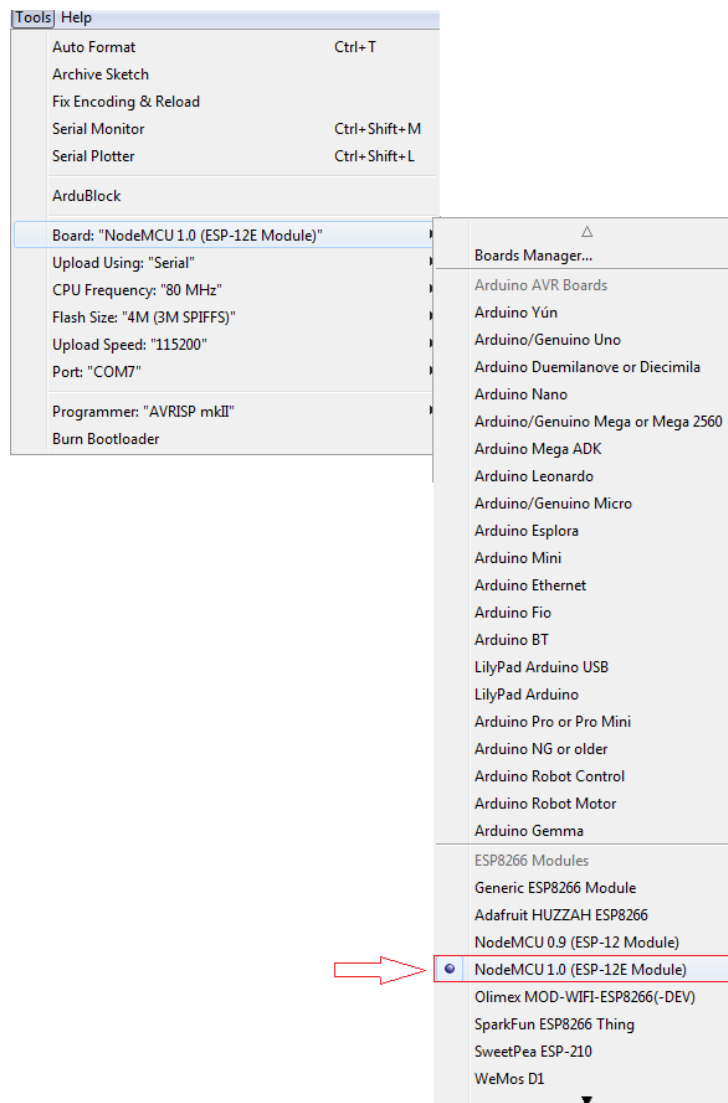 Tools Help
Auto Format Ctrl+T
Archive Sketch
Fix Encoding & Reload
Serial Monitor Ctrl+Shift+M
Serial Plotter Ctrl+Shift+L
ArduBlock
Board: "NodeMCU 1.0 (ESP-12E Module)"
Upload Using: "Serial"
CPU Frequency: "80 MHz"
Flash Size: "4M (3M SPIFFS)"
Upload Speed: "115200"
Port: "COM7"
Programmer: "AVRISP mkII"
Burn Bootloader
Boards Manager...
Arduino AVR Boards
Arduino Yún
Arduino/Genuino Uno
Arduino Duemilanove or Diecimila
Arduino Nano
Arduino/Genuino Mega or Mega 2560
Arduino Mega ADK
Arduino Leonardo
Arduino/Genuino Micro
Arduino Esplora
Arduino Mini
Arduino Ethernet
Arduino Fio
Arduino BT
LilyPad Arduino USB
LilyPad Arduino
Arduino Pro or Pro Mini
Arduino NG or older
Arduino Robot Control
Arduino Robot Motor
Arduino Gemma
ESP8266 Modules
Generic ESP8266 Module
Adafruit HUZZAH ESP8266
NodeMCU 0.9 (ESP-12 Module)
NodeMCU 1.0 (ESP-12E Module)
Olimex MOD-WIFI-ESP8266(-DEV)
SparkFun ESP8266 Thing
SweetPea ESP-210
WeMos D1